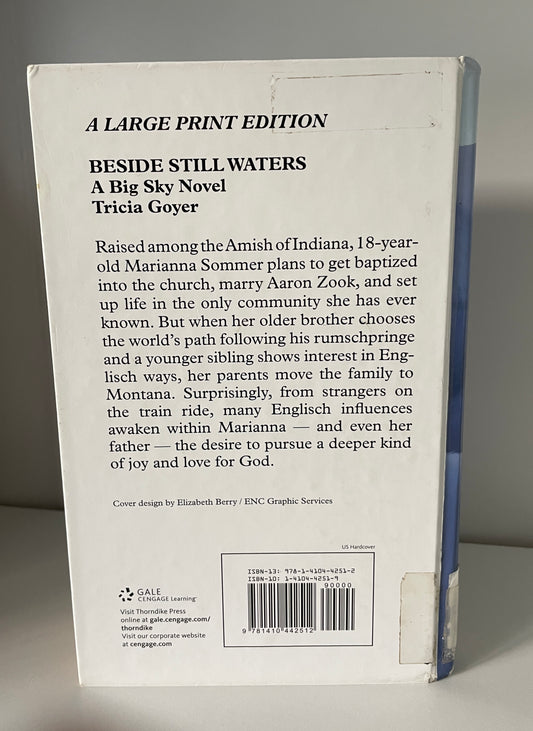 A LARGE PRINT EDITION
BESIDE STILL WATERS
A Big Sky Novel
Tricia Goyer
Raised among the Amish of Indiana, 18-year-
old Marianna Sommer plans to get baptized
into the church, marry Aaron Zook, and set
up life in the only community she has ever
known. But when her older brother chooses
the world's path following his rumschpringe
and a younger sibling shows interest in Eng-
lisch ways, her parents move the family to
Montana. Surprisingly, from strangers on
the train ride, many Englisch influences
awaken within Marianna — and even her
father — the desire to pursue a deeper kind
of joy and love for God.
Cover design by Elizabeth Berry / ENC Graphic Services
US Hardcover
ISBN-13: 978-1-4104-4251-2
ISBN-10: 1-4104-4251-9
90000
9 781410 442512
GALE
CENGAGE Learning™
Visit Thorndike Press
online at gale.cengage.com/
thorndike
Visit our corporate website
at cengage.com